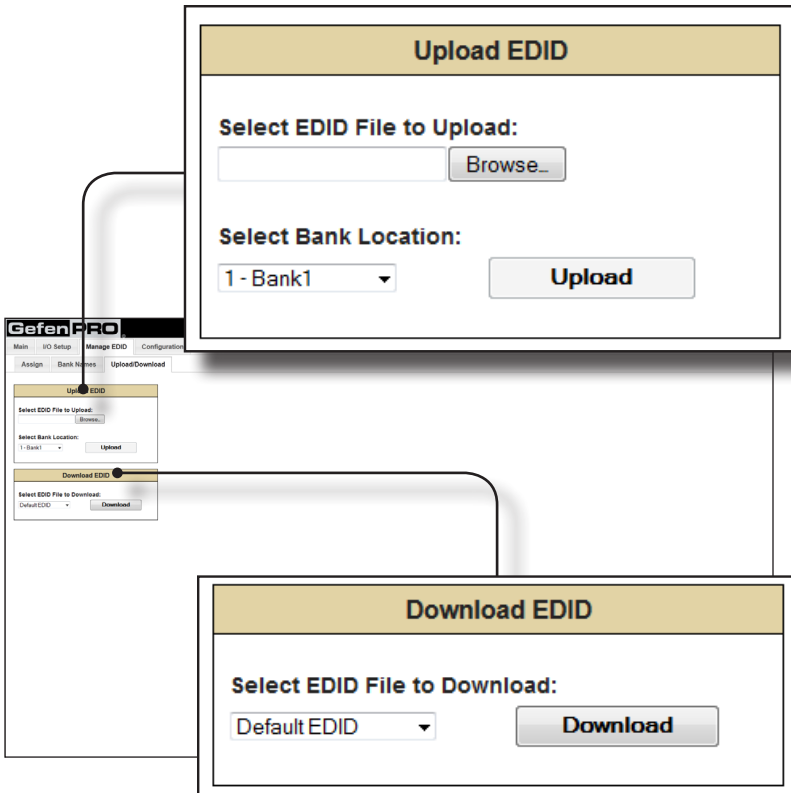 Upload EDID
Select EDID File to Upload:
Browse...
Select Bank Location:
1 - Bank1 Upload
Gefen PRO
Main I/O Setup Manage EDID Configuration
Assign Bank Names Upload/Download
Upload EDID
Select EDID File to Upload:
Browse...
Select Bank Location:
1 - Bank1 Upload
Download EDID
Select EDID File to Download:
Default EDID Download
Download EDID
Select EDID File to Download:
Default EDID Download